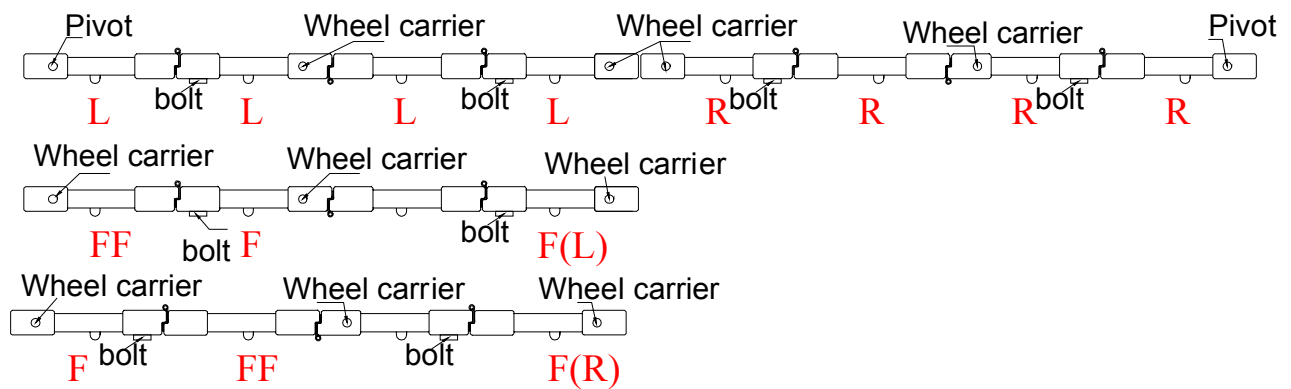 Pivot Wheel carrier Wheel carrier Wheel carrier Pivot
bolt bolt bolt bolt
L L L L R R R R
Wheel carrier Wheel carrier Wheel carrier
bolt bolt
FF F F(L)
Wheel carrier Wheel carrier Wheel carrier
bolt bolt
F FF F(R)